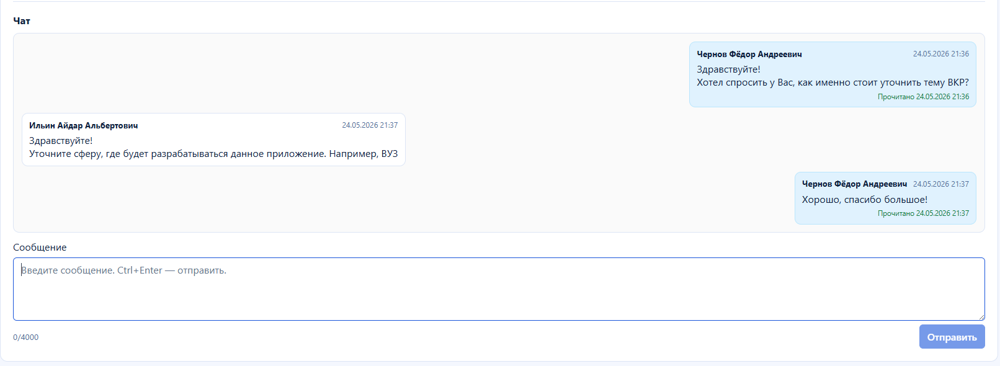 Чат
Чернов Фёдор Андреевич 24.05.2026 21:36
Здравствуйте!
Хотел спросить у Вас, как именно стоит уточнить тему ВКР?
Прочитано 24.05.2026 21:36
Ильин Айдар Альбертович 24.05.2026 21:37
Здравствуйте!
Уточните сферу, где будет разрабатываться данное приложение. Например, ВУЗ
Чернов Фёдор Андреевич 24.05.2026 21:37
Хорошо, спасибо большое!
Прочитано 24.05.2026 21:37
Сообщение
Введите сообщение. Ctrl+Enter — отправить.
0/4000
Отправить